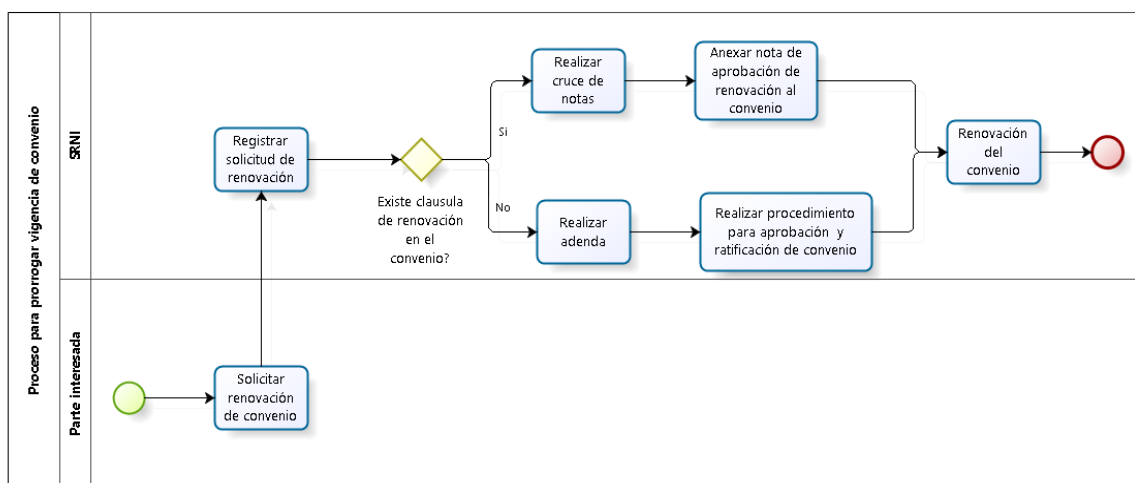 Proceso para prorrogar vigencia de convenio
SRNI
Registrar
solicitud de
renovación
Existe clausula
de renovación
en el
convenio?
Si
Realizar
cruce de
notas
Anexar nota de
aprobación de
renovación al
convenio
No
Realizar
adenda
Realizar procedimiento
para aprobación y
ratificación de convenio
Renovación
del
convenio
Parte interesada
Solicitar
renovación
de convenio